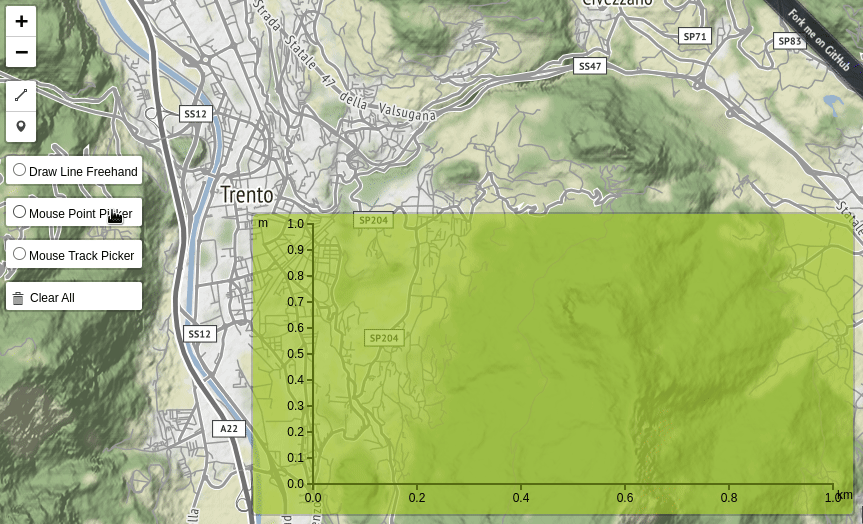 +
−
Draw Line Freehand
Mouse Point Picker
Mouse Track Picker
Clear All
Civezzano
Fork me on GitHub
SP71
SP83
SS47
Strada Statale 47 della Valsugana
SS12
Trento
Statale
SP204
SP204
SS12
A22
m
1.0
0.9
0.8
0.7
0.6
0.5
0.4
0.3
0.2
0.1
0.0
0.0 0.2 0.4 0.6 0.8 1.0
km